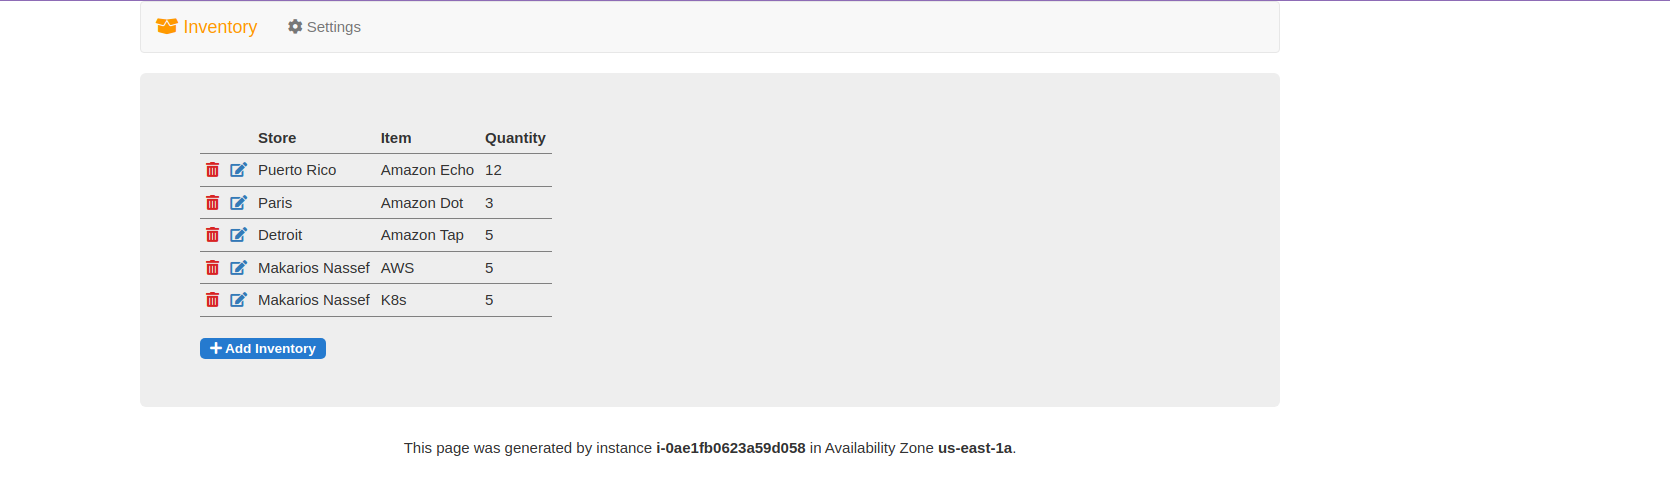 Inventory Settings
Store Item Quantity
Puerto Rico Amazon Echo 12
Paris Amazon Dot 3
Detroit Amazon Tap 5
Makarios Nassef AWS 5
Makarios Nassef K8s 5
Add Inventory
This page was generated by instance i-0ae1fb0623a59d058 in Availability Zone us-east-1a.